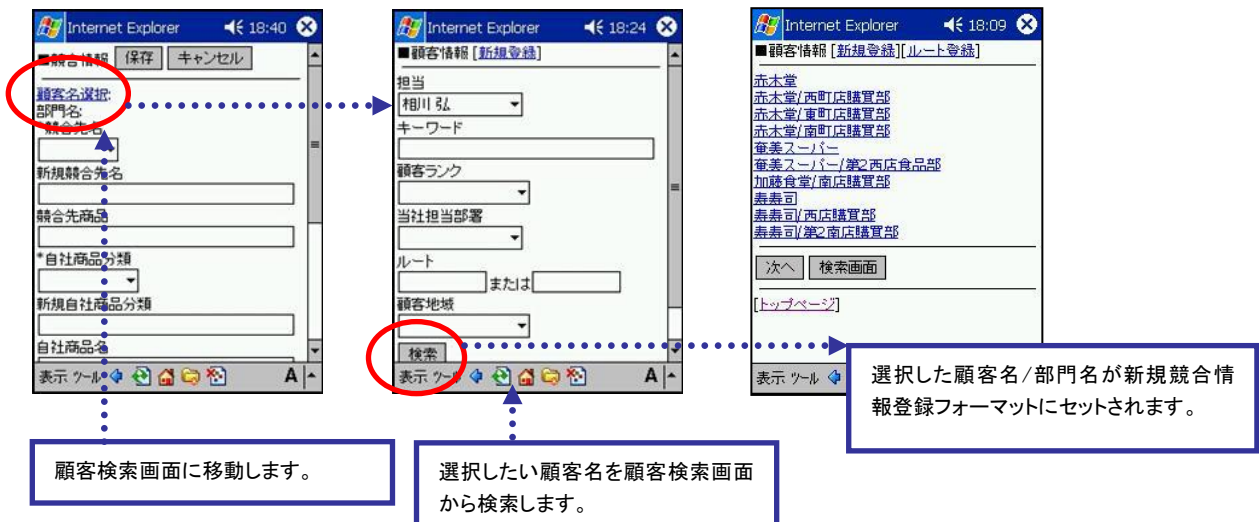 Internet Explorer 18:40
■競合情報 保存 キャンセル
顧客名選択:
部門名:
*競合先名
新規競合先名
競合先商品
*自社商品分類
新規自社商品分類
自社商品名
表示 ツール A
Internet Explorer 18:24
■顧客情報 [新規登録]
担当
相川 弘
キーワード
顧客ランク
当社担当部署
ルート
または
顧客地域
検索
表示 ツール A
Internet Explorer 18:09
■顧客情報 [新規登録][ルート登録]
赤木堂
赤木堂/西町店購買部
赤木堂/東町店購買部
赤木堂/南町店購買部
奄美スーパー
奄美スーパー/第2西店食品部
加藤食堂/南店購買部
寿寿司
寿寿司/西店購買部
寿寿司/第2南店購買部
次へ 検索画面
[トップページ]
表示 ツール
顧客検索画面に移動します。
選択したい顧客名を顧客検索画面
から検索します。
選択した顧客名/部門名が新規競合情
報登録フォーマットにセットされます。